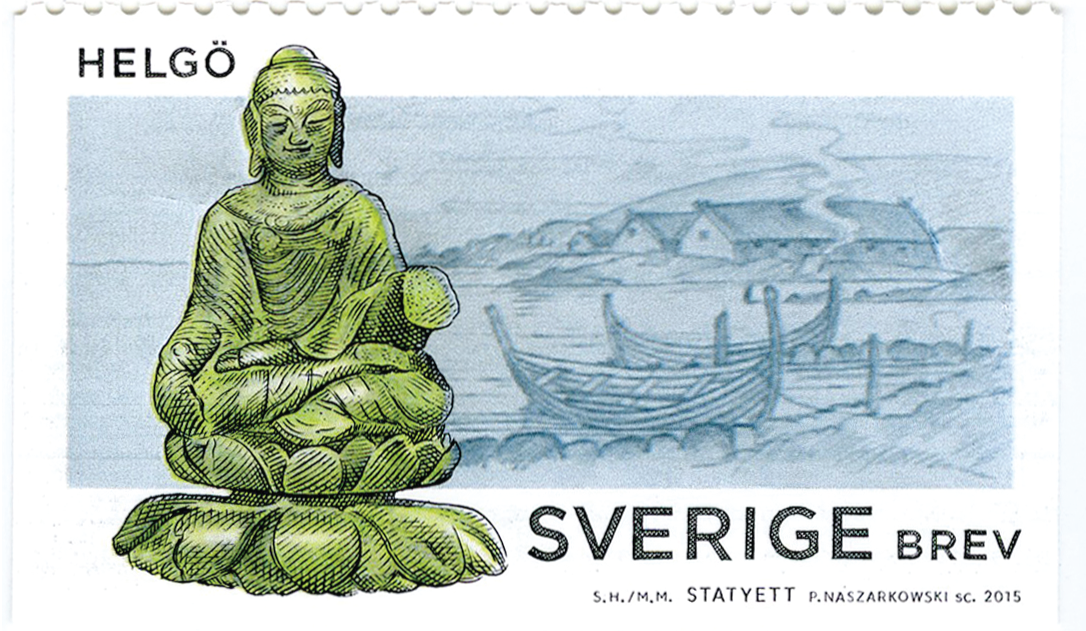 HELGÖ
SVERIGE BREV
S.H./M.M. STATYETT P.NASZARKOWSKI SC. 2015